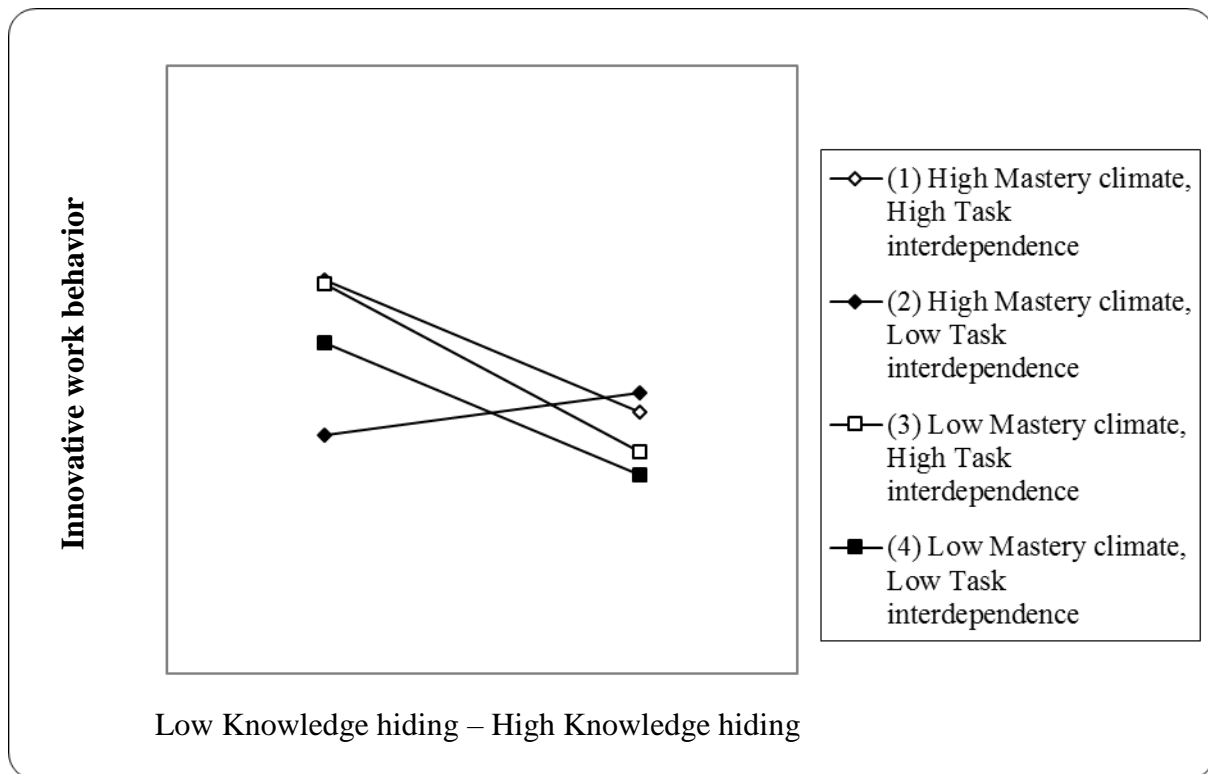 Innovative work behavior
Low Knowledge hiding – High Knowledge hiding
(1) High Mastery climate,
High Task
interdependence
(2) High Mastery climate,
Low Task
interdependence
(3) Low Mastery climate,
High Task
interdependence
(4) Low Mastery climate,
Low Task
interdependence